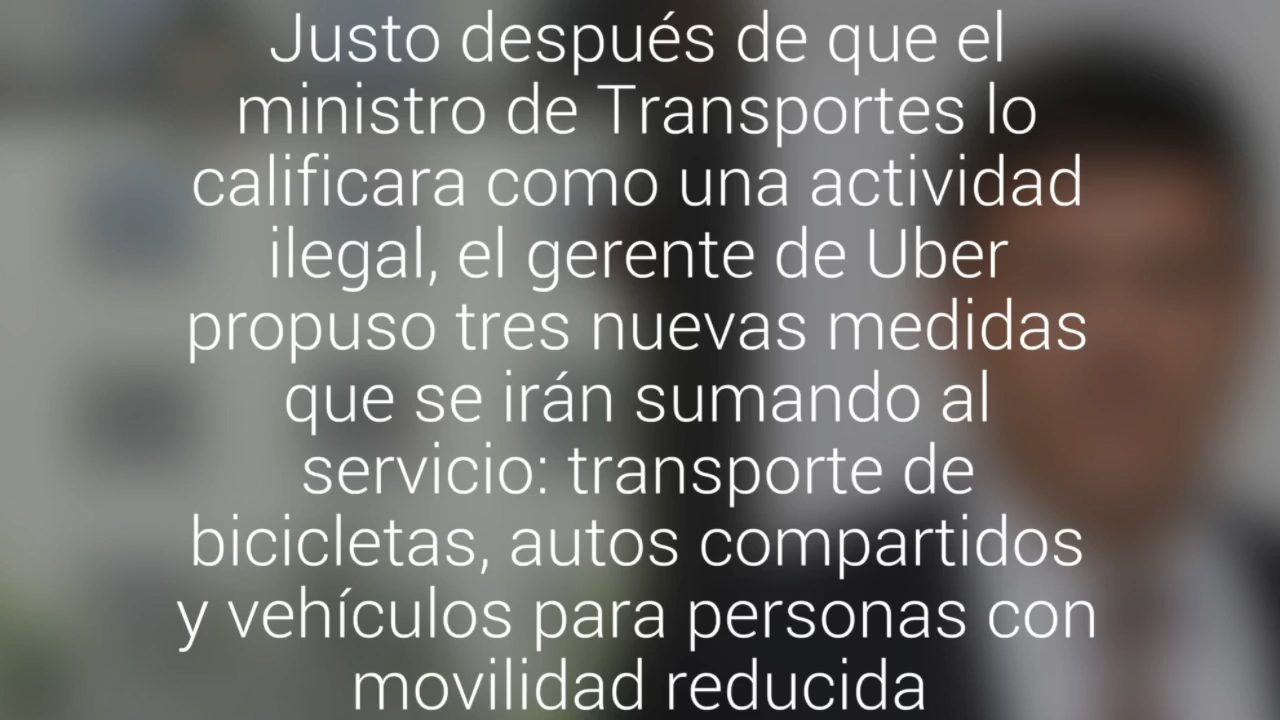 Justo después de que el
ministro de Transportes lo
calificara como una actividad
ilegal, el gerente de Uber
propuso tres nuevas medidas
que se irán sumando al
servicio: transporte de
bicicletas, autos compartidos
y vehículos para personas con
movilidad reducida